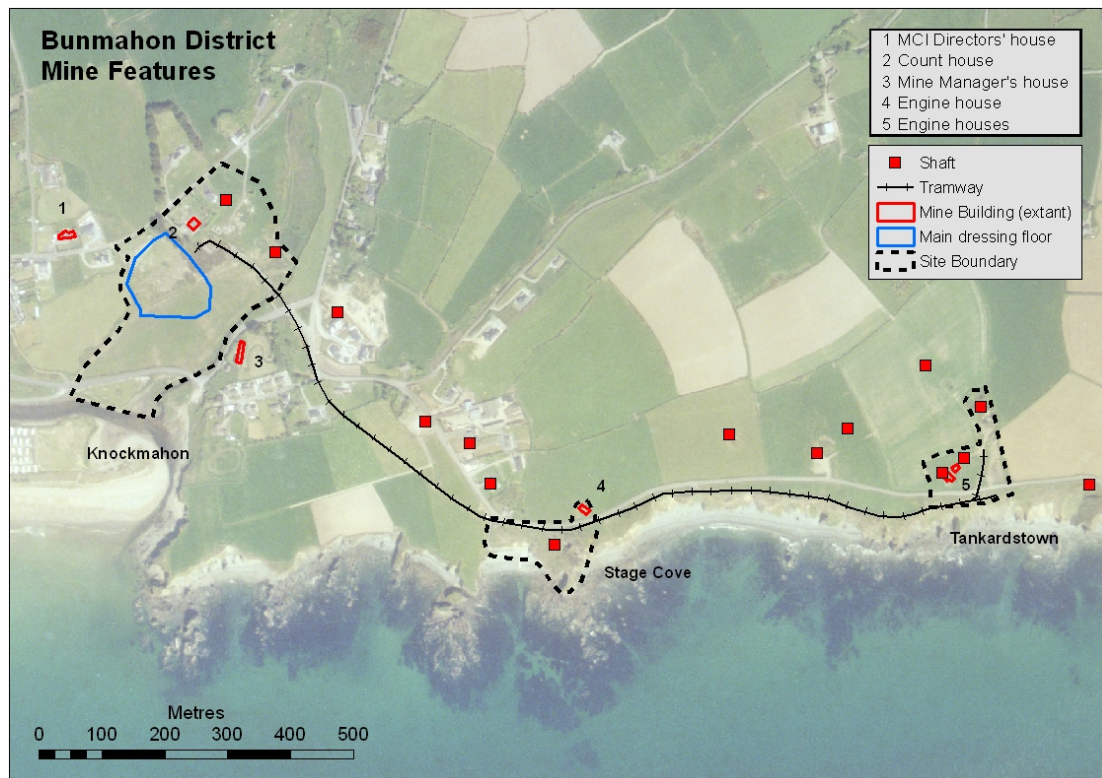 Bunmahon District
Mine Features
1 MCI Directors' house
2 Count house
3 Mine Manager's house
4 Engine house
5 Engine houses
Shaft
Tramway
Mine Building (extant)
Main dressing floor
Site Boundary
1
2
3
Knockmahon
4
5
Tankardstown
Stage Cove
Metres
0 100 200 300 400 500